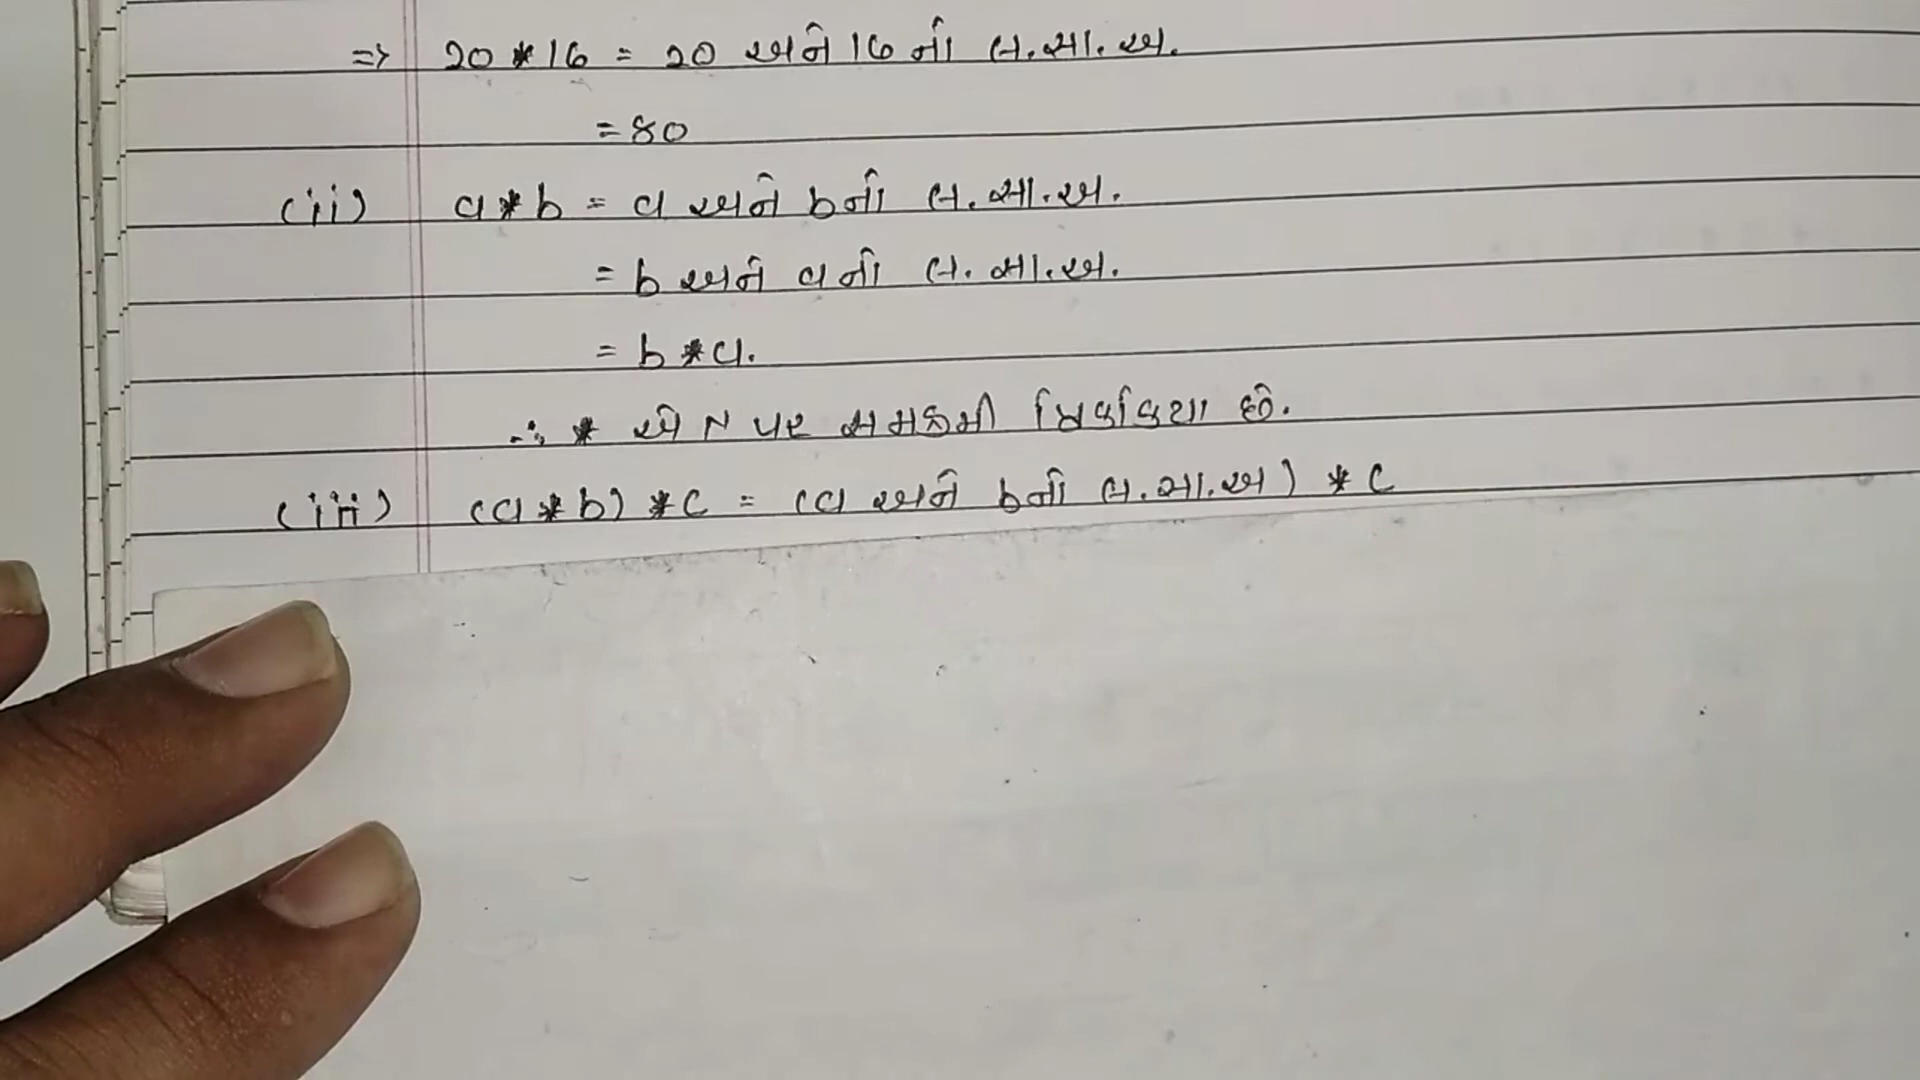 => 20 * 16 = 20 અને 16 નો લ.સા.અ.
= 80
(ii) a * b = a અને b નો લ.સા.અ.
= b અને a નો લ.સા.અ.
= b * a.
∴ * એ N પર સમક્રમી દ્વિક્રિયા છે.
(iii) (a * b) * c = (a અને b નો લ.સા.અ) * c